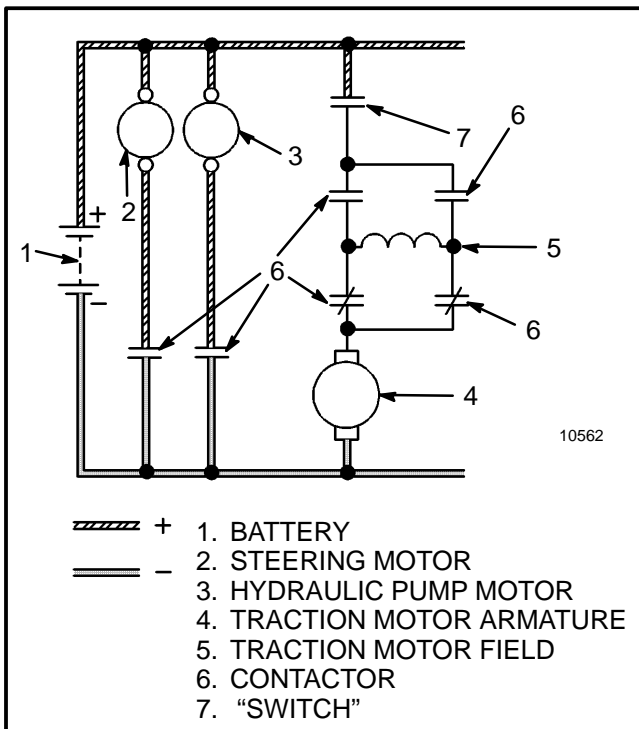 6
7
3
2
+
1
5
6
−
6
4
10562
+
−
1. BATTERY
2. STEERING MOTOR
3. HYDRAULIC PUMP MOTOR
4. TRACTION MOTOR ARMATURE
5. TRACTION MOTOR FIELD
6. CONTACTOR
7. “SWITCH”